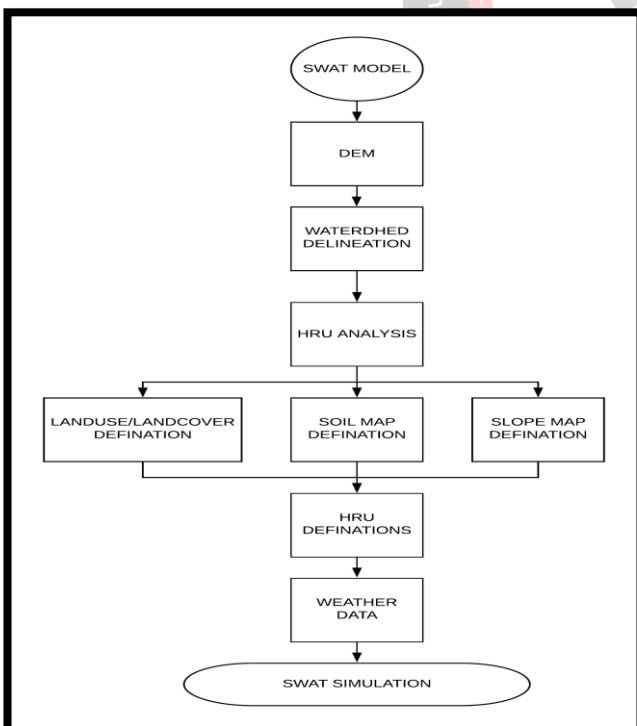 SWAT MODEL
DEM
WATERDHED
DELINEATION
HRU ANALYSIS
LANDUSE/LANDCOVER
DEFINATION
SOIL MAP
DEFINATION
SLOPE MAP
DEFINATION
HRU
DEFINITIONS
WEATHER
DATA
SWAT SIMULATION